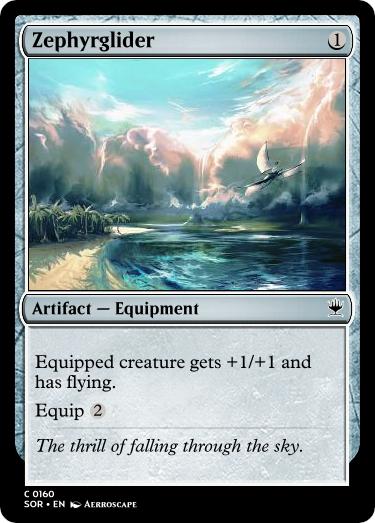 Zephyrglider 1
Artifact — Equipment
Equipped creature gets +1/+1 and
has flying.
Equip 2
The thrill of falling through the sky.
C 0160
SOR • EN Aerroscape